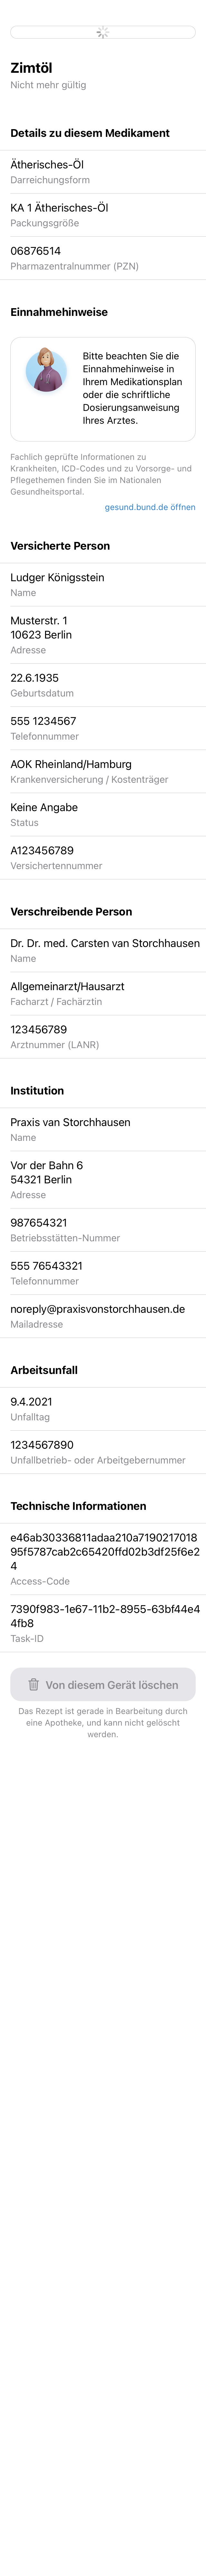 Zimtöl
Nicht mehr gültig
Details zu diesem Medikament
Ätherisches-Öl
Darreichungsform
KA 1 Ätherisches-Öl
Packungsgröße
06876514
Pharmazentralnummer (PZN)
Einnahmehinweise
Bitte beachten Sie die
Einnahmehinweise in
Ihrem Medikationsplan
oder die schriftliche
Dosierungsanweisung
Ihres Arztes.
Fachlich geprüfte Informationen zu
Krankheiten, ICD-Codes und zu Vorsorge- und
Pflegethemen finden Sie im Nationalen
Gesundheitsportal.
gesund.bund.de öffnen
Versicherte Person
Ludger Königsstein
Name
Musterstr. 1
10623 Berlin
Adresse
22.6.1935
Geburtsdatum
555 1234567
Telefonnummer
AOK Rheinland/Hamburg
Krankenversicherung / Kostenträger
Keine Angabe
Status
A123456789
Versichertennummer
Verschreibende Person
Dr. Dr. med. Carsten van Storchhausen
Name
Allgemeinarzt/Hausarzt
Facharzt / Fachärztin
123456789
Arztnummer (LANR)
Institution
Praxis van Storchhausen
Name
Vor der Bahn 6
54321 Berlin
Adresse
987654321
Betriebsstätten-Nummer
555 76543321
Telefonnummer
noreply@praxisvonstorchhausen.de
Mailadresse
Arbeitsunfall
9.4.2021
Unfalltag
1234567890
Unfallbetrieb- oder Arbeitgebernummer
Technische Informationen
e46ab30336811adaa210a7190217018
95f5787cab2c65420ffd02b3df25f6e2
4
Access-Code
7390f983-1e67-11b2-8955-63bf44e4
4fb8
Task-ID
Von diesem Gerät löschen
Das Rezept ist gerade in Bearbeitung durch
eine Apotheke, und kann nicht gelöscht
werden.